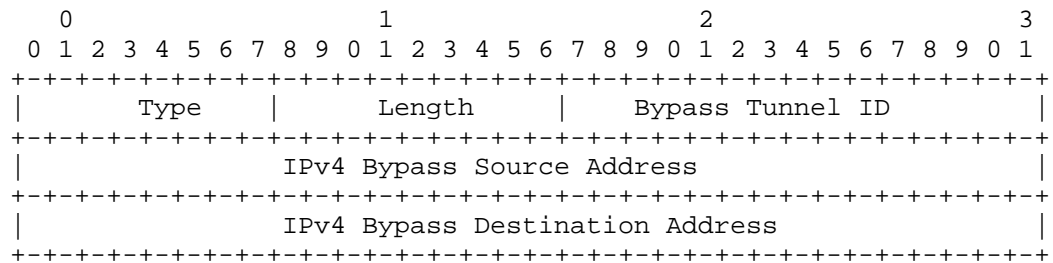 0                   1                   2                   3
 0 1 2 3 4 5 6 7 8 9 0 1 2 3 4 5 6 7 8 9 0 1 2 3 4 5 6 7 8 9 0 1
+-+-+-+-+-+-+-+-+-+-+-+-+-+-+-+-+-+-+-+-+-+-+-+-+-+-+-+-+-+-+-+-+
|       Type    |      Length     |    Bypass Tunnel ID         |
+-+-+-+-+-+-+-+-+-+-+-+-+-+-+-+-+-+-+-+-+-+-+-+-+-+-+-+-+-+-+-+-+
|                IPv4 Bypass Source Address                     |
+-+-+-+-+-+-+-+-+-+-+-+-+-+-+-+-+-+-+-+-+-+-+-+-+-+-+-+-+-+-+-+-+
|                IPv4 Bypass Destination Address                |
+-+-+-+-+-+-+-+-+-+-+-+-+-+-+-+-+-+-+-+-+-+-+-+-+-+-+-+-+-+-+-+-+